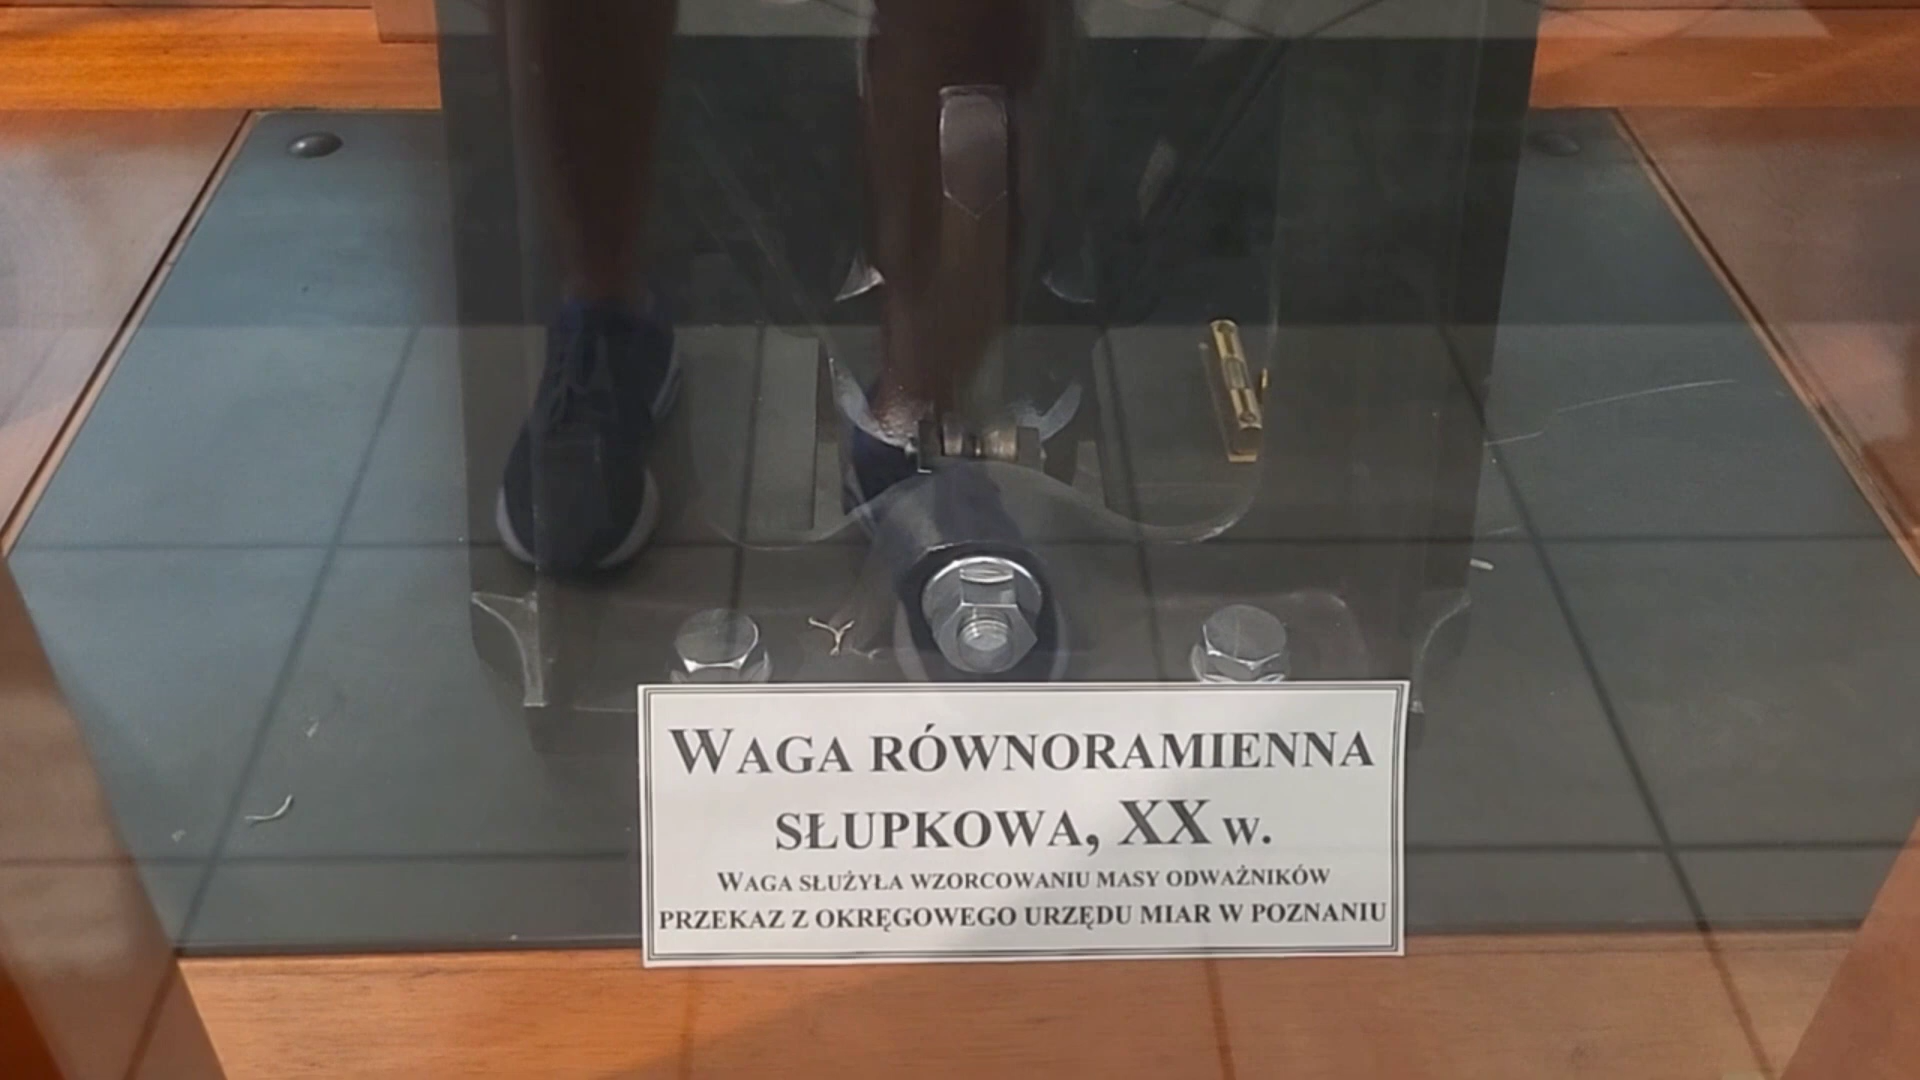 WAGA RÓWNORAMIENNA
SŁUPKOWA, XX W.
WAGA SŁUŻYŁA WZORCOWANIU MASY ODWAŻNIKÓW
PRZEKAZ Z OKRĘGOWEGO URZĘDU MIAR W POZNANIU